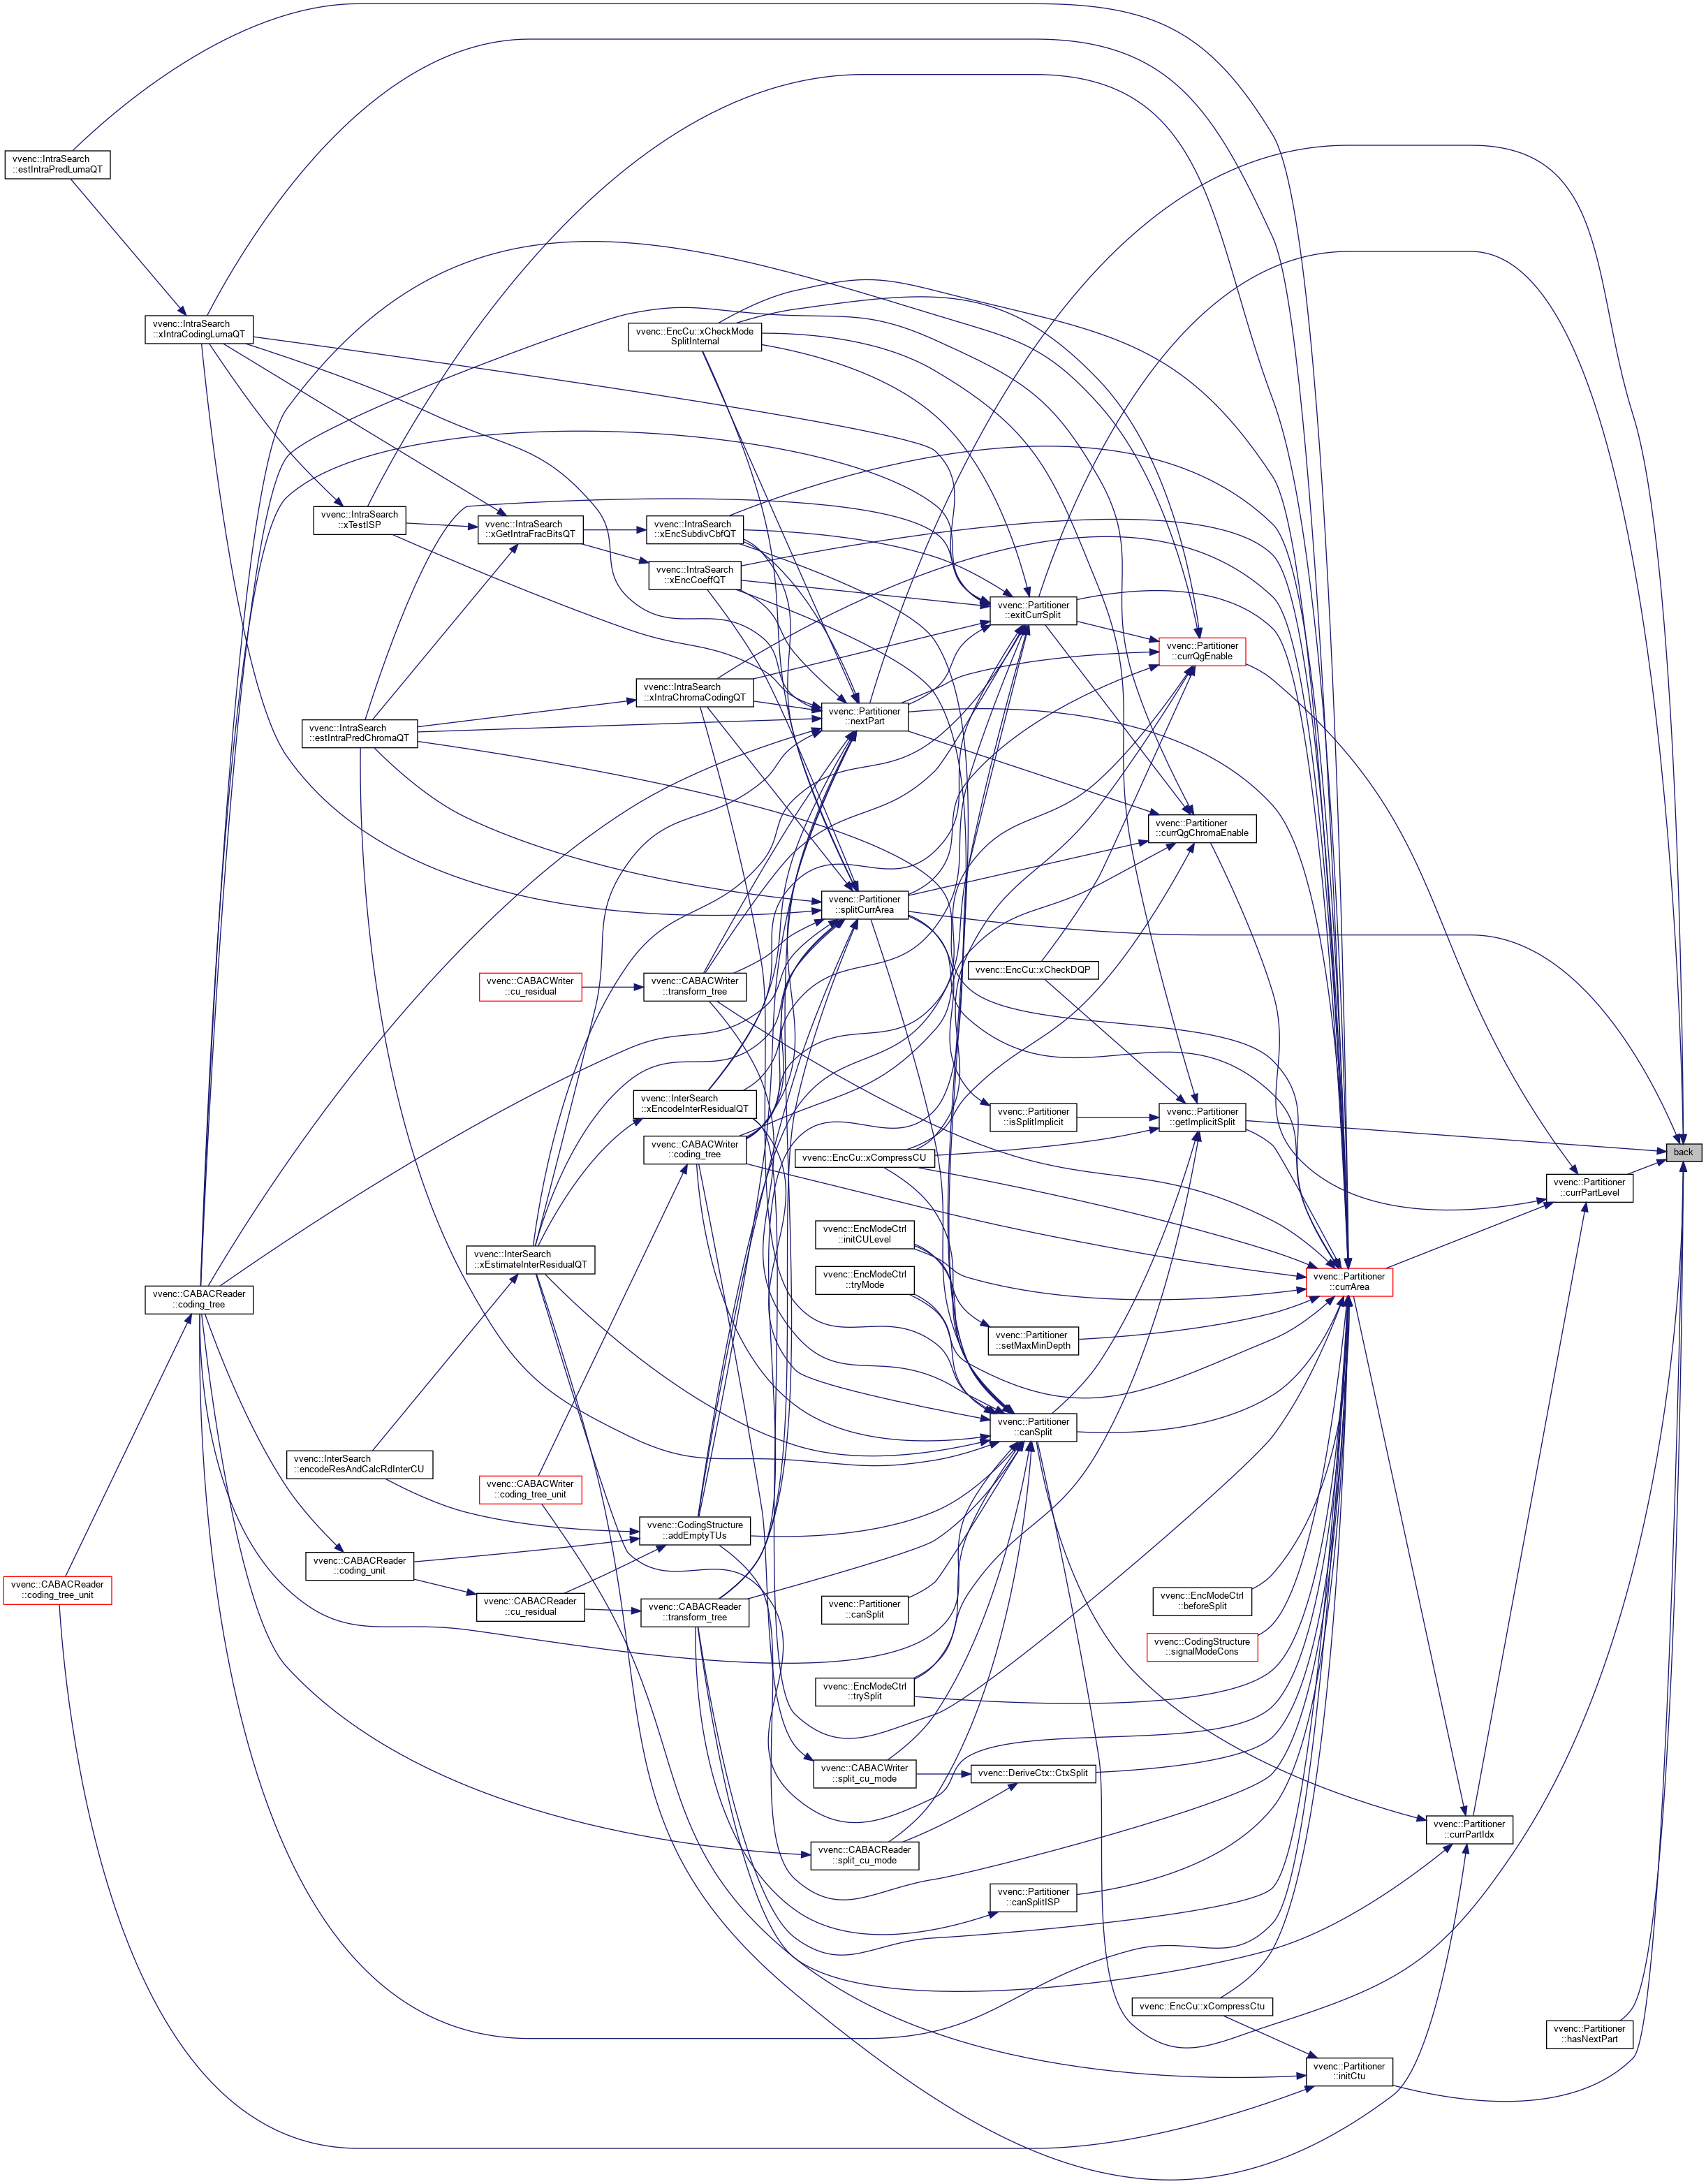 vvenc::IntraSearch
::estIntraPredLumaQT
vvenc::IntraSearch
::xIntraCodingLumaQT
vvenc::EncCu::xCheckMode
SplitInternal
vvenc::IntraSearch
::xTestISP
vvenc::IntraSearch
::xGetIntraFracBitsQT
vvenc::IntraSearch
::xEncSubdivCbfQT
vvenc::IntraSearch
::xEncCoeffQT
vvenc::Partitioner
::exitCurrSplit
vvenc::Partitioner
::currQgEnable
vvenc::IntraSearch
::xIntraChromaCodingQT
vvenc::Partitioner
::nextPart
vvenc::IntraSearch
::estIntraPredChromaQT
vvenc::Partitioner
::currQgChromaEnable
vvenc::Partitioner
::splitCurrArea
vvenc::EncCu::xCheckDQP
vvenc::CABACWriter
::cu_residual
vvenc::CABACWriter
::transform_tree
vvenc::InterSearch
::xEncodeInterResidualQT
vvenc::Partitioner
::isSplitImplicit
vvenc::Partitioner
::getImplicitSplit
vvenc::CABACWriter
::coding_tree
vvenc::EncCu::xCompressCU
back
vvenc::Partitioner
::currPartLevel
vvenc::EncModeCtrl
::initCULevel
vvenc::InterSearch
::xEstimateInterResidualQT
vvenc::EncModeCtrl
::tryMode
vvenc::Partitioner
::currArea
vvenc::CABACReader
::coding_tree
vvenc::Partitioner
::setMaxMinDepth
vvenc::Partitioner
::canSplit
vvenc::InterSearch
::encodeResAndCalcRdInterCU
vvenc::CABACWriter
::coding_tree_unit
vvenc::CodingStructure
::addEmptyTUs
vvenc::CABACReader
::coding_unit
vvenc::CABACReader
::coding_tree_unit
vvenc::CABACReader
::cu_residual
vvenc::CABACReader
::transform_tree
vvenc::Partitioner
::canSplit
vvenc::EncModeCtrl
::beforeSplit
vvenc::CodingStructure
::signalModeCons
vvenc::EncModeCtrl
::trySplit
vvenc::CABACWriter
::split_cu_mode
vvenc::DeriveCtx::CtxSplit
vvenc::Partitioner
::currPartIdx
vvenc::CABACReader
::split_cu_mode
vvenc::Partitioner
::canSplitISP
vvenc::EncCu::xCompressCtu
vvenc::Partitioner
::hasNextPart
vvenc::Partitioner
::initCtu